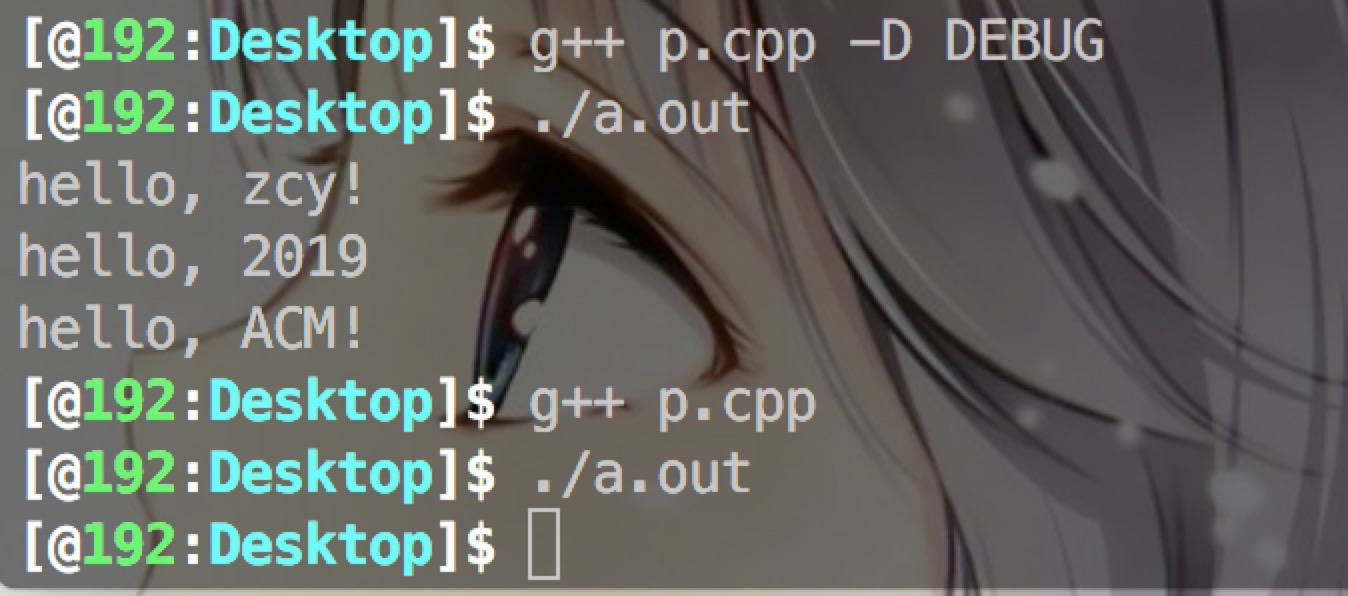 [@192:Desktop]$ g++ p.cpp -D DEBUG
[@192:Desktop]$ ./a.out
hello, zcy!
hello, 2019
hello, ACM!
[@192:Desktop]$ g++ p.cpp
[@192:Desktop]$ ./a.out
[@192:Desktop]$